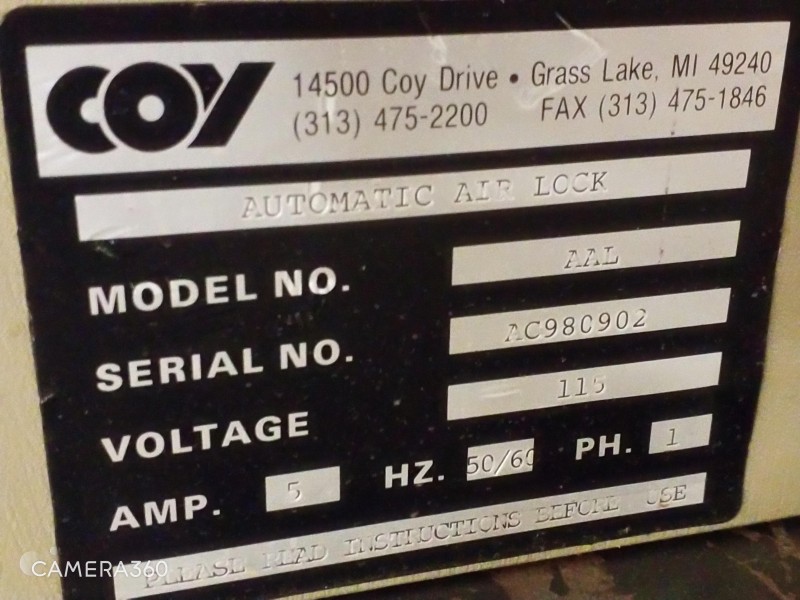 COY
14500 Coy Drive • Grass Lake, MI 49240
(313) 475-2200 FAX (313) 475-1846
AUTOMATIC AIR LOCK
MODEL NO. AAL
SERIAL NO. AC980902
VOLTAGE 115
AMP. 5 HZ. 50/60 PH. 1
PLEASE READ INSTRUCTIONS BEFORE USE
CAMERA360